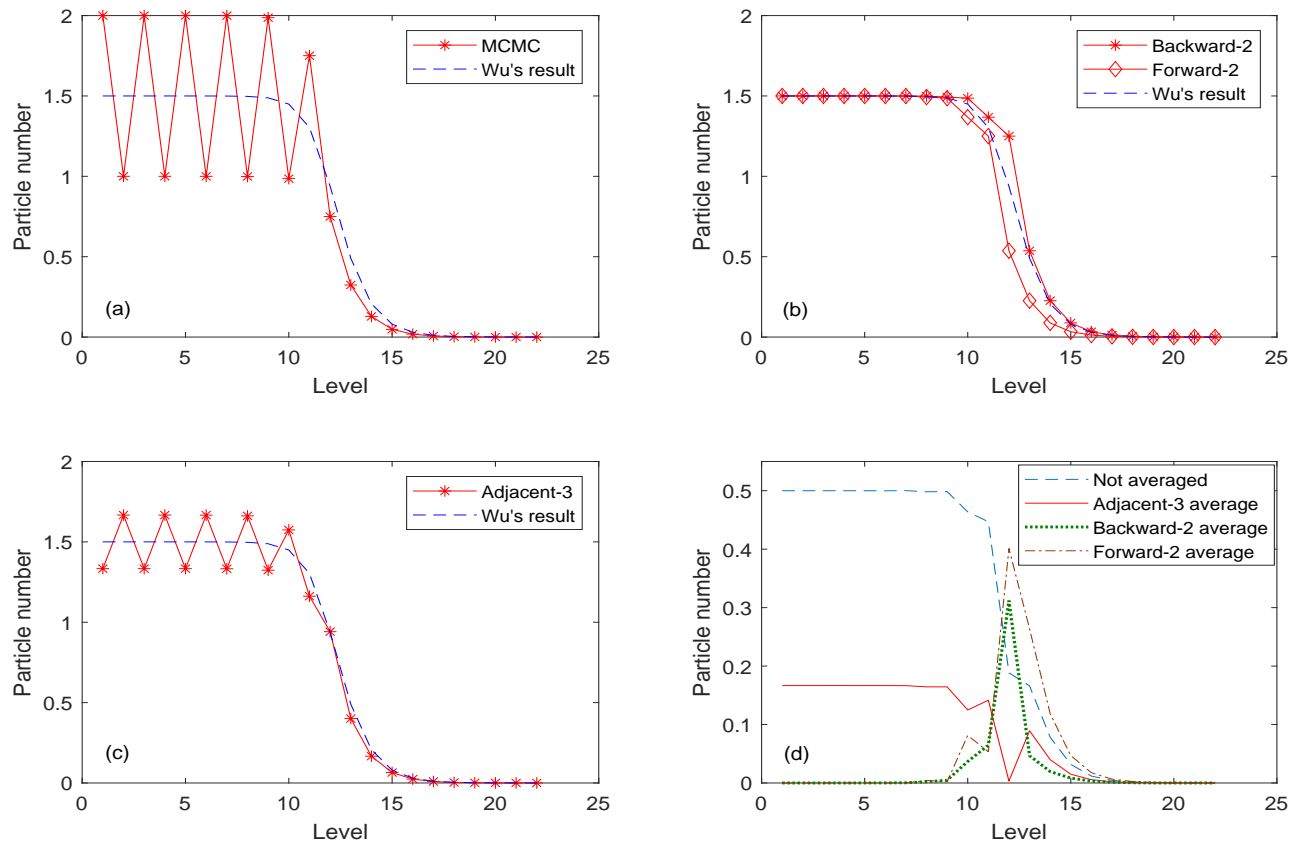 2
1.5
1
0.5
0
0 5 10 15 20 25
Particle number
Level
(a)
MCMC
Wu's result
2
1.5
1
0.5
0
0 5 10 15 20 25
Particle number
Level
(b)
Backward-2
Forward-2
Wu's result
2
1.5
1
0.5
0
0 5 10 15 20 25
Particle number
Level
(c)
Adjacent-3
Wu's result
0.5
0.4
0.3
0.2
0.1
0
0 5 10 15 20 25
Particle number
Level
(d)
Not averaged
Adjacent-3 average
Backward-2 average
Forward-2 average